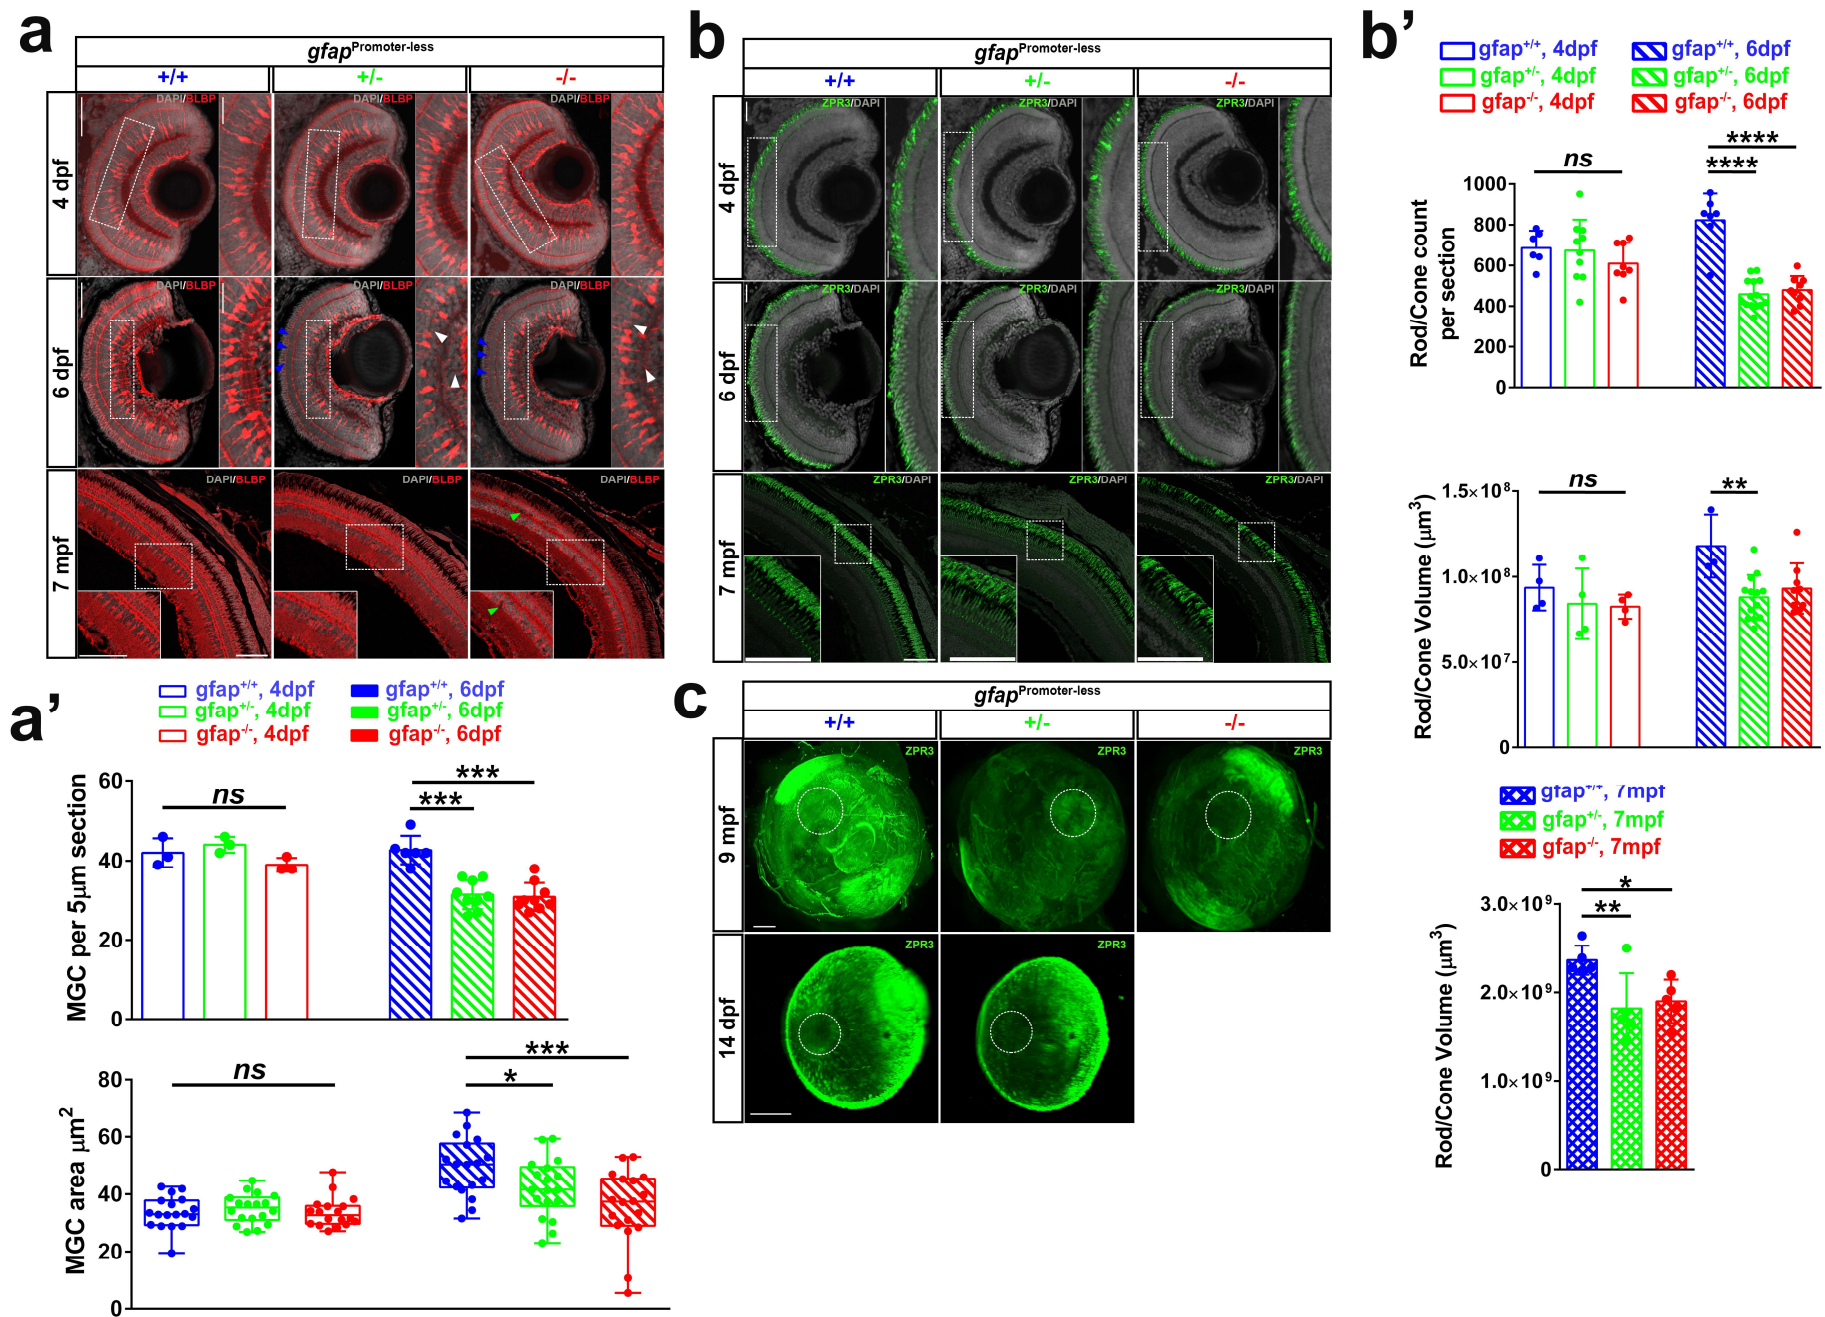 a
gfapPromoter-less
+/+
+/-
-/-
4 dpf
DAPI/BLBP
DAPI/BLBP
DAPI/BLBP
6 dpf
DAPI/BLBP
DAPI/BLBP
DAPI/BLBP
7 mpf
DAPI/BLBP
DAPI/BLBP
DAPI/BLBP
a’
gfap+/+, 4dpf
gfap+/-, 4dpf
gfap-/-, 4dpf
gfap+/+, 6dpf
gfap+/-, 6dpf
gfap-/-, 6dpf
MGC per 5μm section
60
40
20
0
ns
***
***
MGC area μm2
80
60
40
20
0
ns
***
*
b
gfapPromoter-less
+/+
+/-
-/-
4 dpf
ZPR3/DAPI
ZPR3/DAPI
ZPR3/DAPI
6 dpf
ZPR3/DAPI
ZPR3/DAPI
ZPR3/DAPI
7 mpf
ZPR3/DAPI
ZPR3/DAPI
ZPR3/DAPI
c
gfapPromoter-less
+/+
+/-
-/-
9 mpf
ZPR3
ZPR3
ZPR3
14 dpf
ZPR3
ZPR3
b’
gfap+/+, 4dpf
gfap+/-, 4dpf
gfap-/-, 4dpf
gfap+/+, 6dpf
gfap+/-, 6dpf
gfap-/-, 6dpf
Rod/Cone count
per section
1000
800
600
400
200
0
ns
****
****
Rod/Cone Volume (μm3)
1.5×108
1.0×108
5.0×107
0
ns
**
gfap+/+, 7mpf
gfap+/-, 7mpf
gfap-/-, 7mpf
Rod/Cone Volume (μm3)
3.0×109
2.0×109
1.0×109
0
*
**